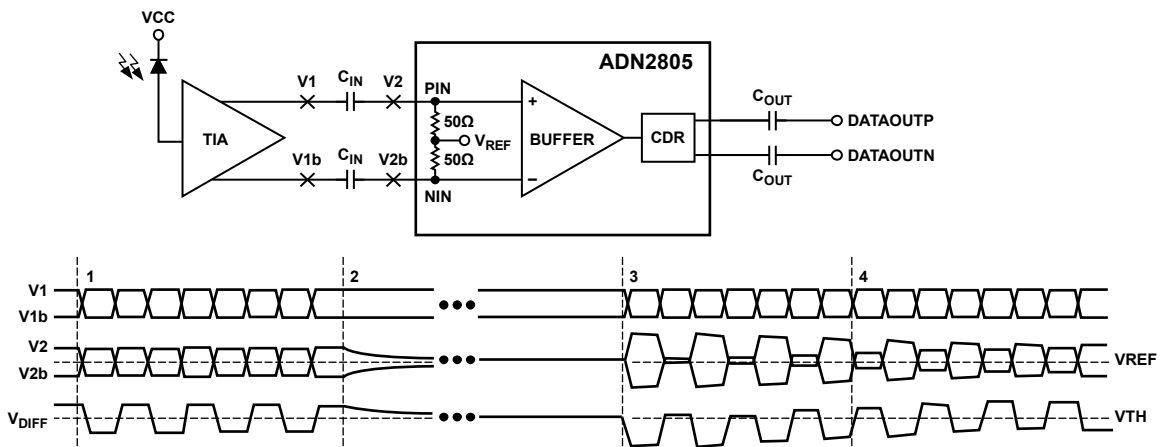 VCC
ADN2805
V1 C_IN V2 PIN
C_OUT
50Ω
TIA V_REF BUFFER CDR DATAOUTP
50Ω
V1b C_IN V2b DATAOUTN
NIN C_OUT
1 2 3 4
V1
V1b
V2
VREF
V2b
V_DIFF VTH